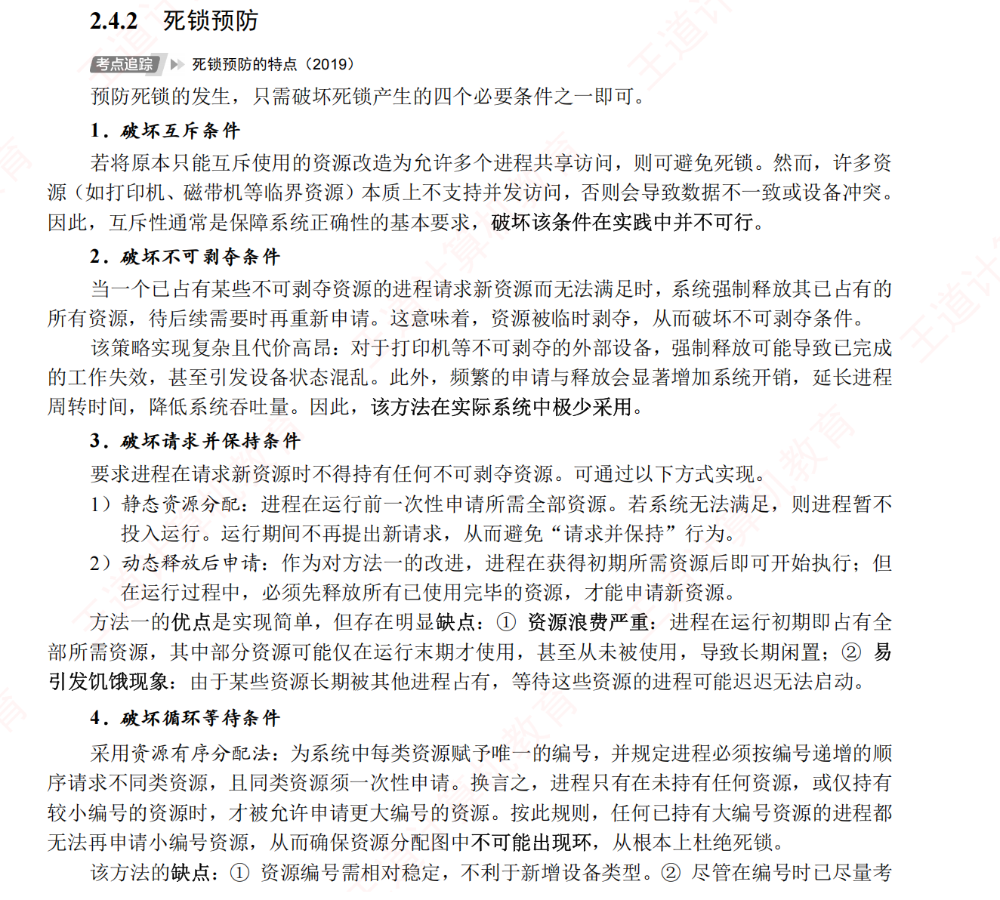 2.4.2 死锁预防
考点追踪 死锁预防的特点（2019）
预防死锁的发生，只需破坏死锁产生的四个必要条件之一即可。
1．破坏互斥条件
若将原本只能互斥使用的资源改造为允许多个进程共享访问，则可避免死锁。然而，许多资
源（如打印机、磁带机等临界资源）本质上不支持并发访问，否则会导致数据不一致或设备冲突。
因此，互斥性通常是保障系统正确性的基本要求，破坏该条件在实践中并不可行。
2．破坏不可剥夺条件
当一个已占有某些不可剥夺资源的进程请求新资源而无法满足时，系统强制释放其已占有的
所有资源，待后续需要时再重新申请。这意味着，资源被临时剥夺，从而破坏不可剥夺条件。
该策略实现复杂且代价高昂：对于打印机等不可剥夺的外部设备，强制释放可能导致已完成
的工作失效，甚至引发设备状态混乱。此外，频繁的申请与释放会显著增加系统开销，延长进程
周转时间，降低系统吞吐量。因此，该方法在实际系统中极少采用。
3．破坏请求并保持条件
要求进程在请求新资源时不得持有任何不可剥夺资源。可通过以下方式实现。
1）静态资源分配：进程在运行前一次性申请所需全部资源。若系统无法满足，则进程暂不
投入运行。运行期间不再提出新请求，从而避免“请求并保持”行为。
2）动态释放后申请：作为对方法一的改进，进程在获得初期所需资源后即可开始执行；但
在运行过程中，必须先释放所有已使用完毕的资源，才能申请新资源。
方法一的优点是实现简单，但存在明显缺点：① 资源浪费严重：进程在运行初期即占有全
部所需资源，其中部分资源可能仅在运行末期才使用，甚至从未被使用，导致长期闲置；② 易
引发饥饿现象：由于某些资源长期被其他进程占有，等待这些资源的进程可能迟迟无法启动。
4．破坏循环等待条件
采用资源有序分配法：为系统中每类资源赋予唯一的编号，并规定进程必须按编号递增的顺
序请求不同类资源，且同类资源须一次性申请。换言之，进程只有在未持有任何资源，或仅持有
较小编号的资源时，才被允许申请更大编号的资源。按此规则，任何已持有大编号资源的进程都
无法再申请小编号资源，从而确保资源分配图中不可能出现环，从根本上杜绝死锁。
该方法的缺点：① 资源编号需相对稳定，不利于新增设备类型。② 尽管在编号时已尽量考